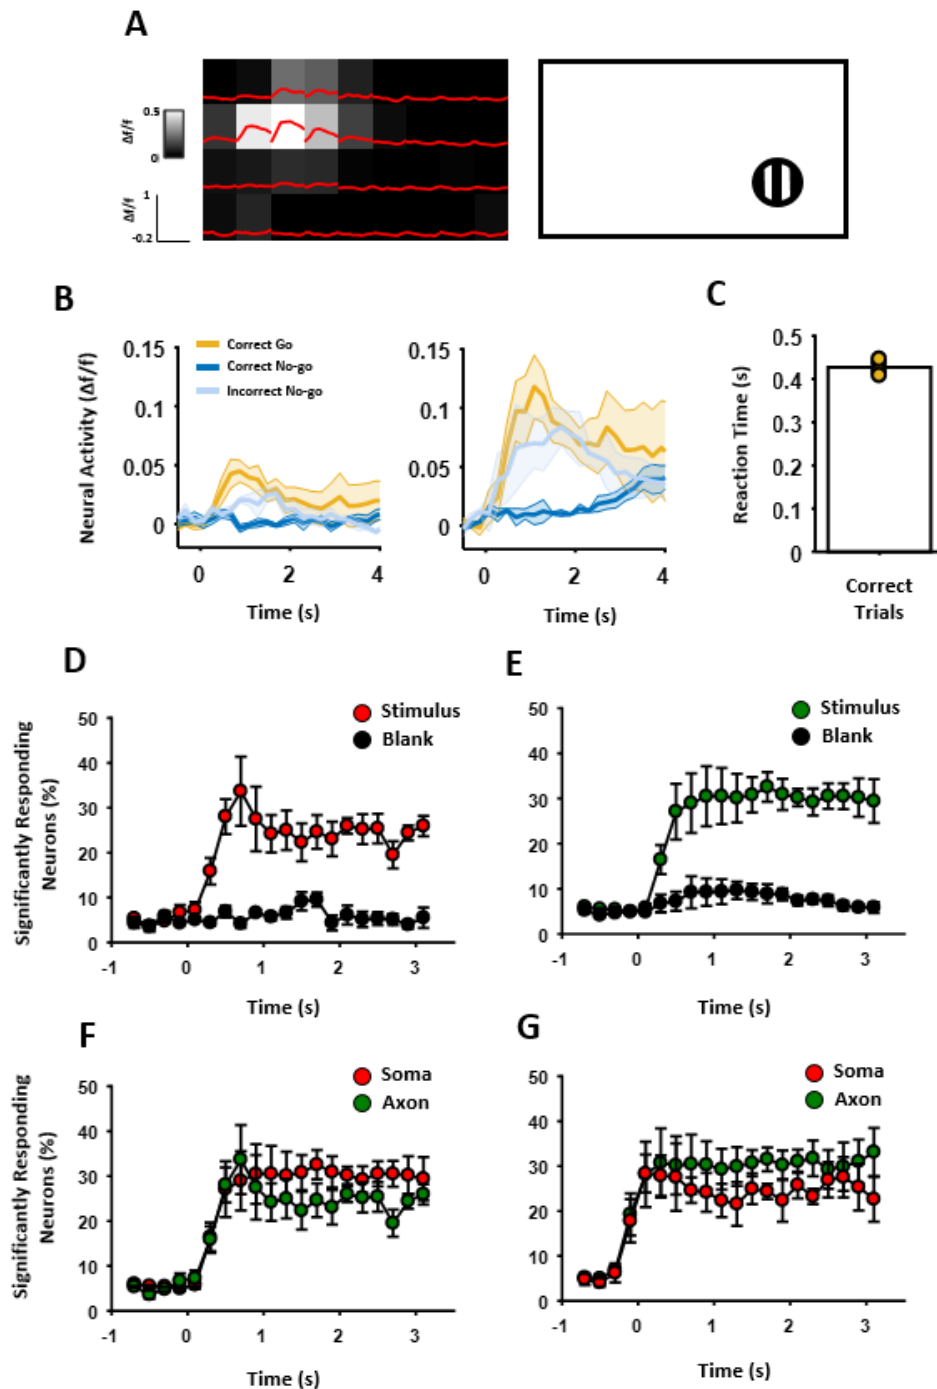 A
0.5
Δf/f
0
1
Δf/f
-0.2
B
C
Neural Activity (Δf/f)
0.15
0.1
0.05
0
Correct Go
Correct No-go
Incorrect No-go
0 2 4
Time (s)
0.15
0.1
0.05
0
0 2 4
Time (s)
Reaction Time (s)
0.5
0.4
0.3
0.2
0.1
0
Correct
Trials
D
Significantly Responding
Neurons (%)
50
40
30
20
10
0
Stimulus
Blank
-1 0 1 2 3
Time (s)
E
50
40
30
20
10
0
Stimulus
Blank
-1 0 1 2 3
Time (s)
F
Significantly Responding
Neurons (%)
50
40
30
20
10
0
Soma
Axon
-1 0 1 2 3
Time (s)
G
50
40
30
20
10
0
Soma
Axon
-1 0 1 2 3
Time (s)